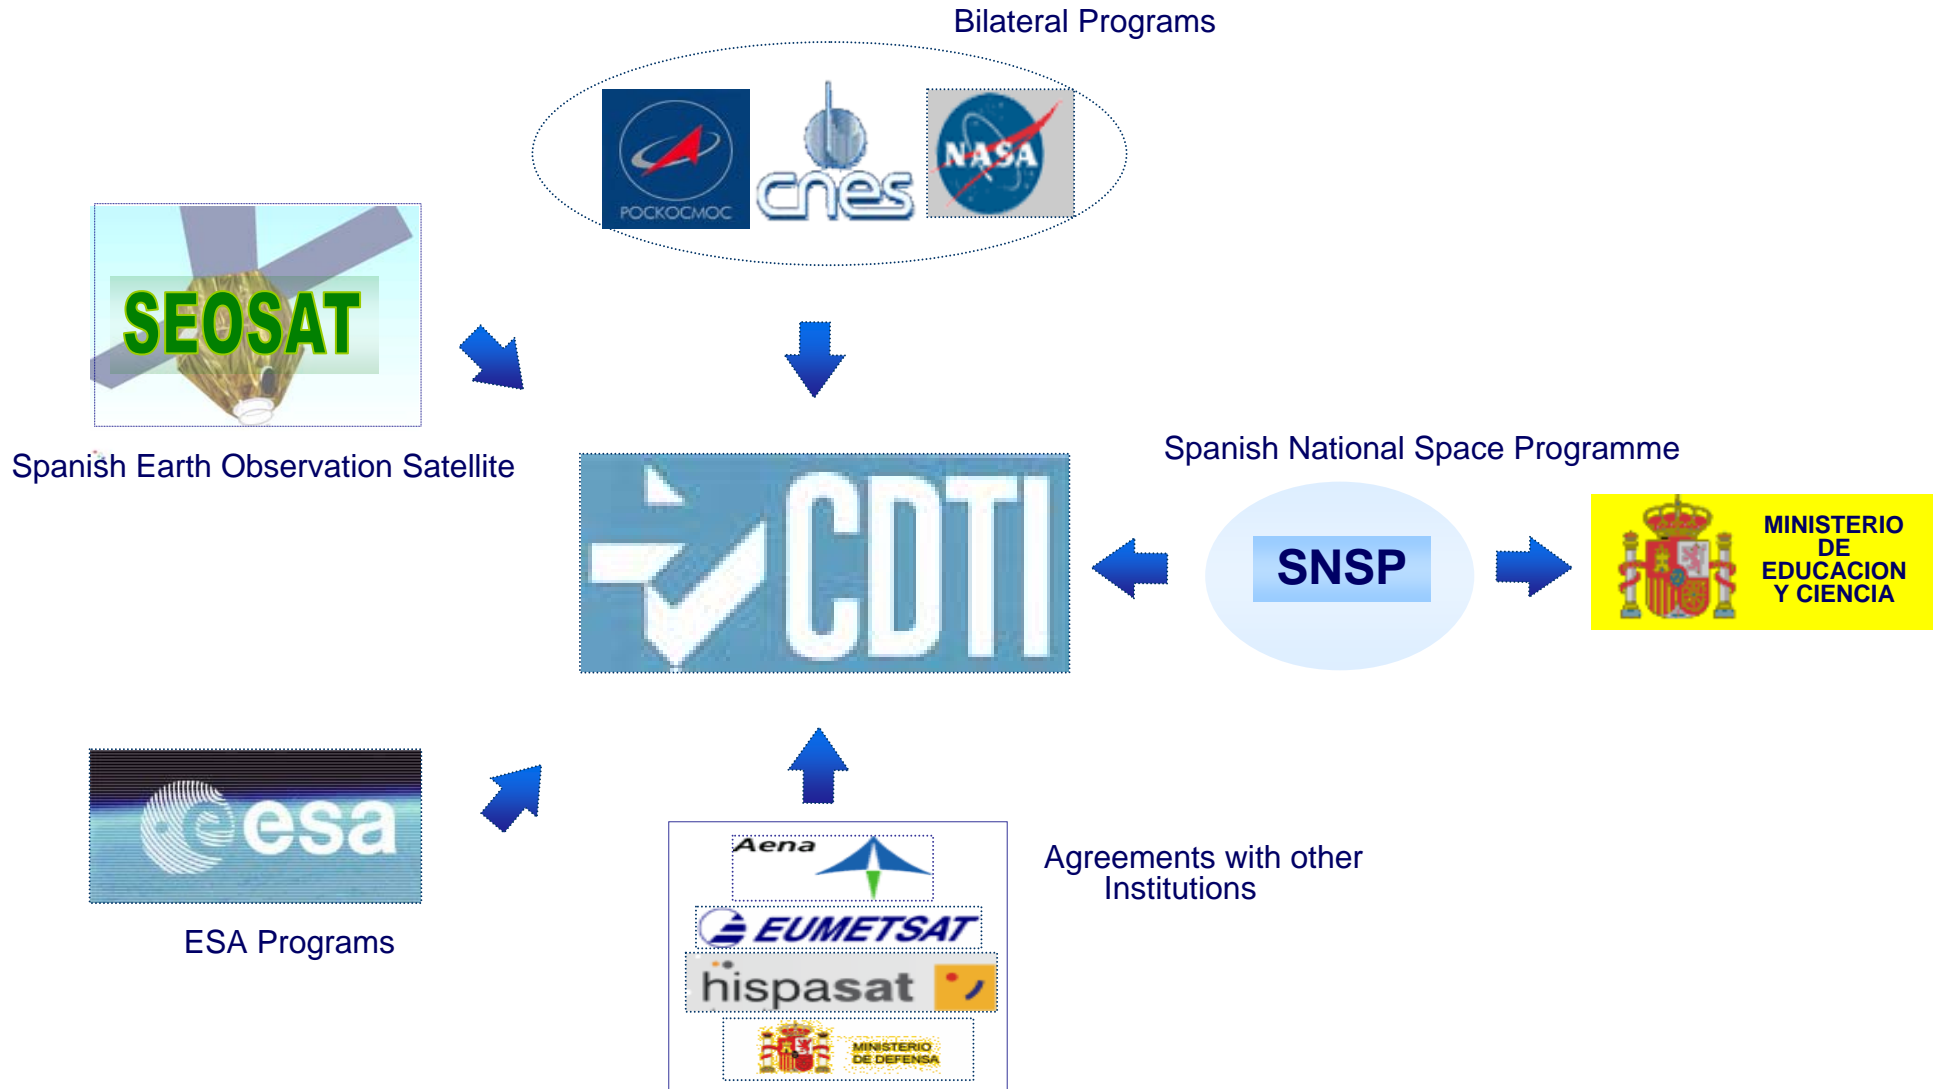 Bilateral Programs
РОСКОСМОС
cnes
NASA
SEOSAT
Spanish Earth Observation Satellite
CDTI
Spanish National Space Programme
SNSP
MINISTERIO
DE
EDUCACION
Y CIENCIA
esa
ESA Programs
Aena
EUMETSAT
hispasat
MINISTERIO
DE DEFENSA
Agreements with other
Institutions